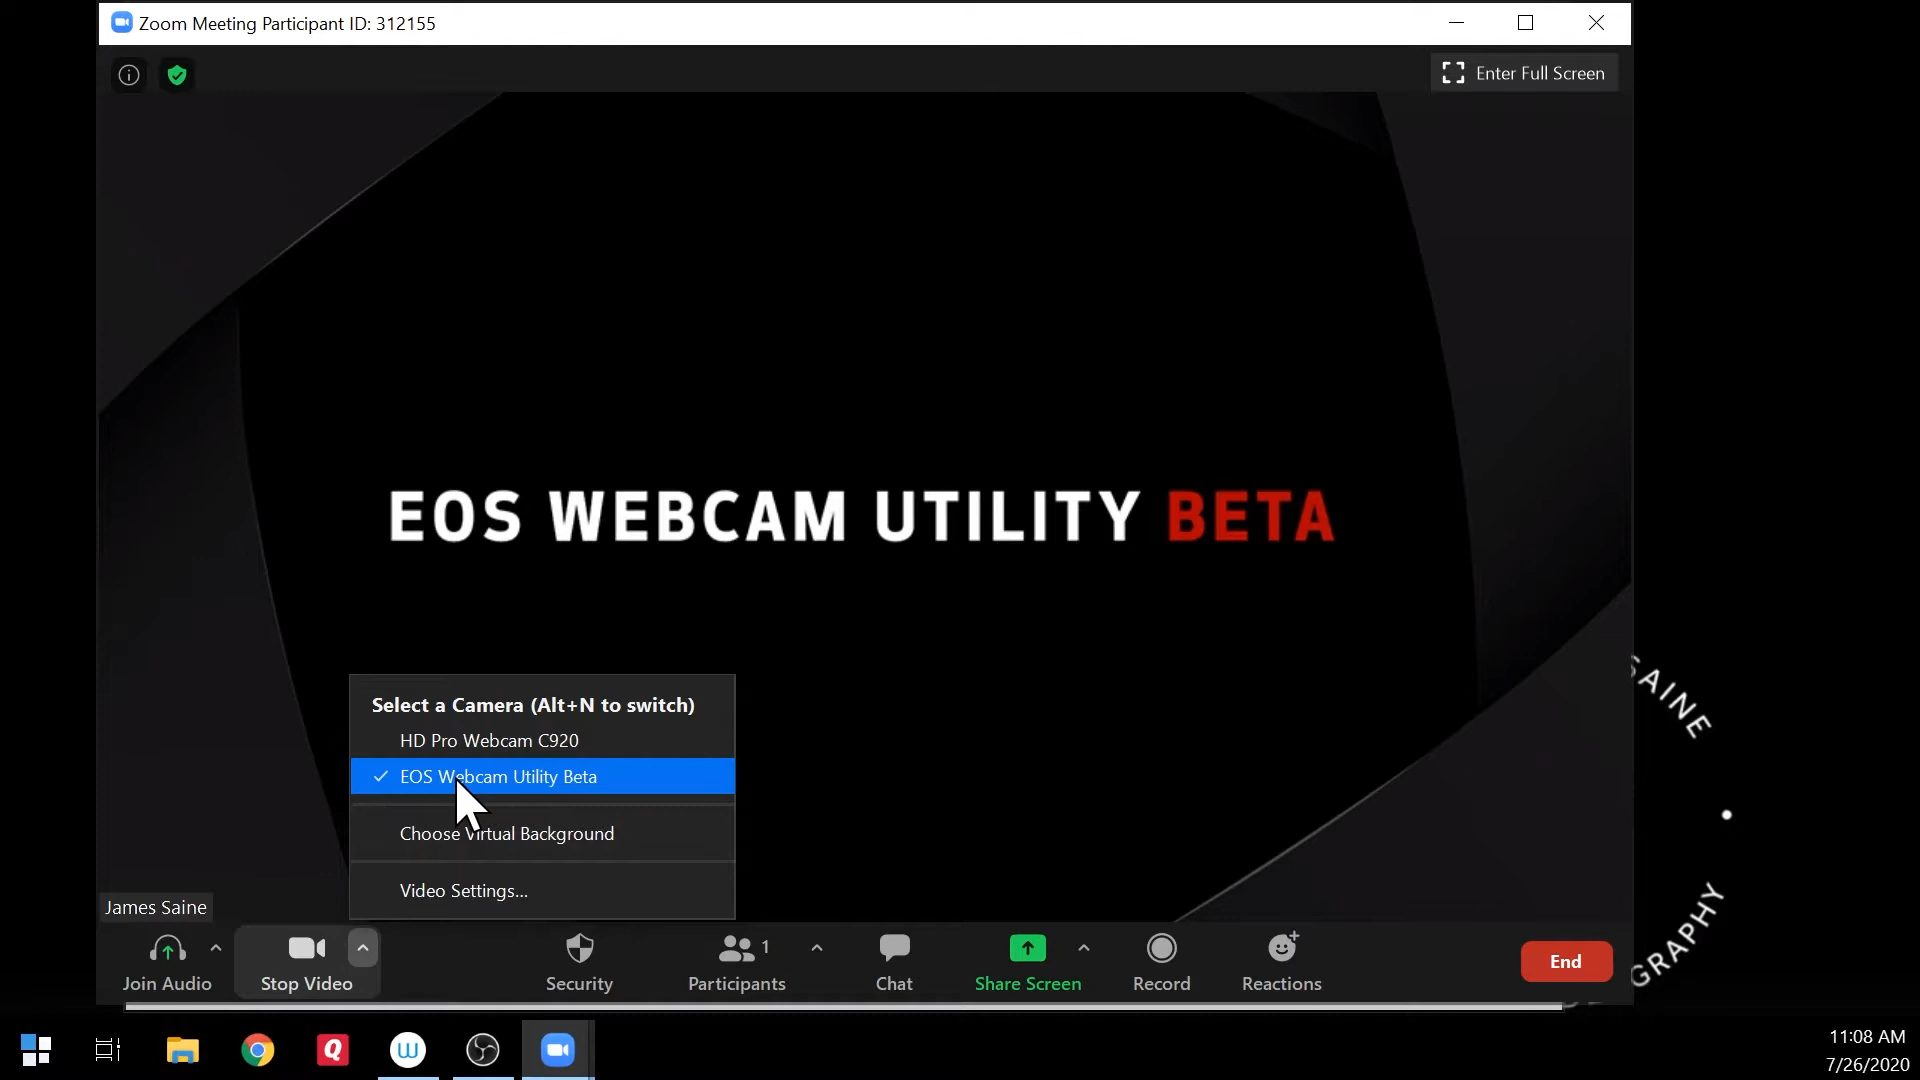 Zoom Meeting Participant ID: 312155
Enter Full Screen
EOS WEBCAM UTILITY BETA
Select a Camera (Alt+N to switch)
HD Pro Webcam C920
EOS Webcam Utility Beta
Choose Virtual Background
Video Settings...
SAINE
GRAPHY
James Saine
1
Join Audio
Stop Video
Security
Participants
Chat
Share Screen
Record
Reactions
End
11:08 AM
7/26/2020